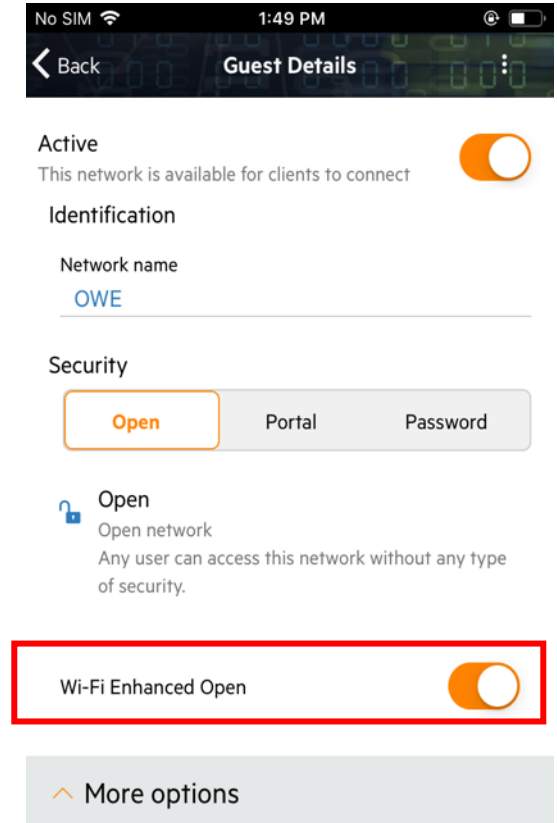 No SIM 1:49 PM
Back Guest Details
Active
This network is available for clients to connect
Identification
Network name
OWE
Security
Open Portal Password
Open
Open network
Any user can access this network without any type
of security.
Wi-Fi Enhanced Open
More options